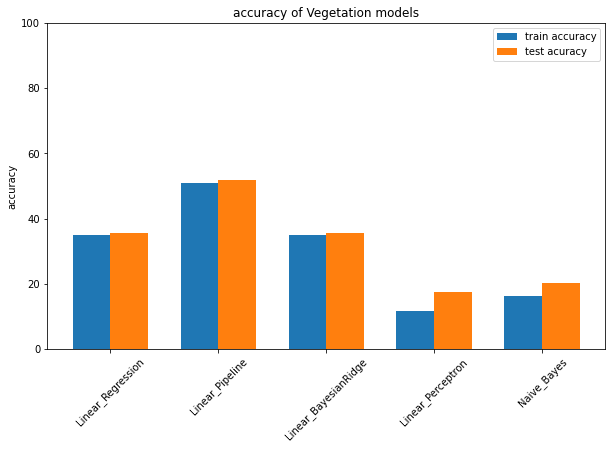 accuracy of Vegetation models
100
80
60
40
20
0
accuracy
train accuracy
test acuracy
Linear_Regression
Linear_Pipeline
Linear_BayesianRidge
Linear_Perceptron
Naive_Bayes